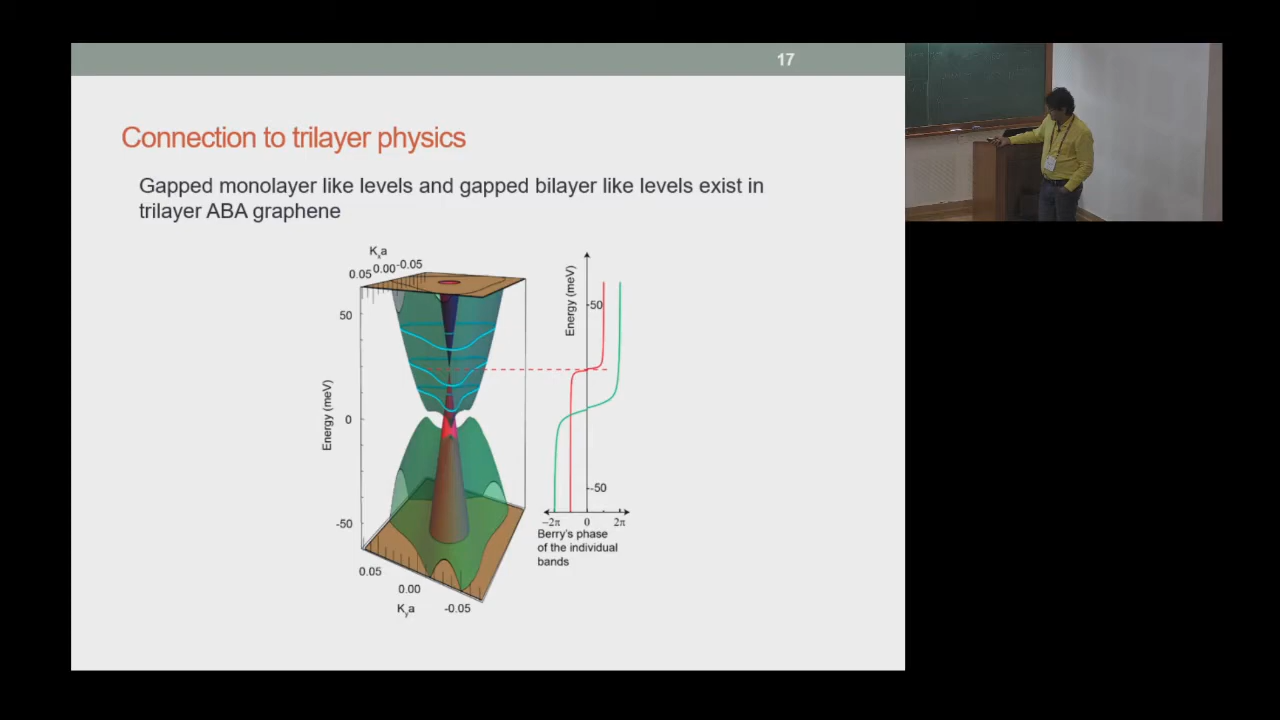 17
Connection to trilayer physics
Gapped monolayer like levels and gapped bilayer like levels exist in
trilayer ABA graphene
Kxa
0.05 0.00 -0.05
50
0
-50
Energy (meV)
0.05
0.00
-0.05
Kya
Energy (meV)
50
-50
−2π 0 2π
Berry's phase
of the individual
bands